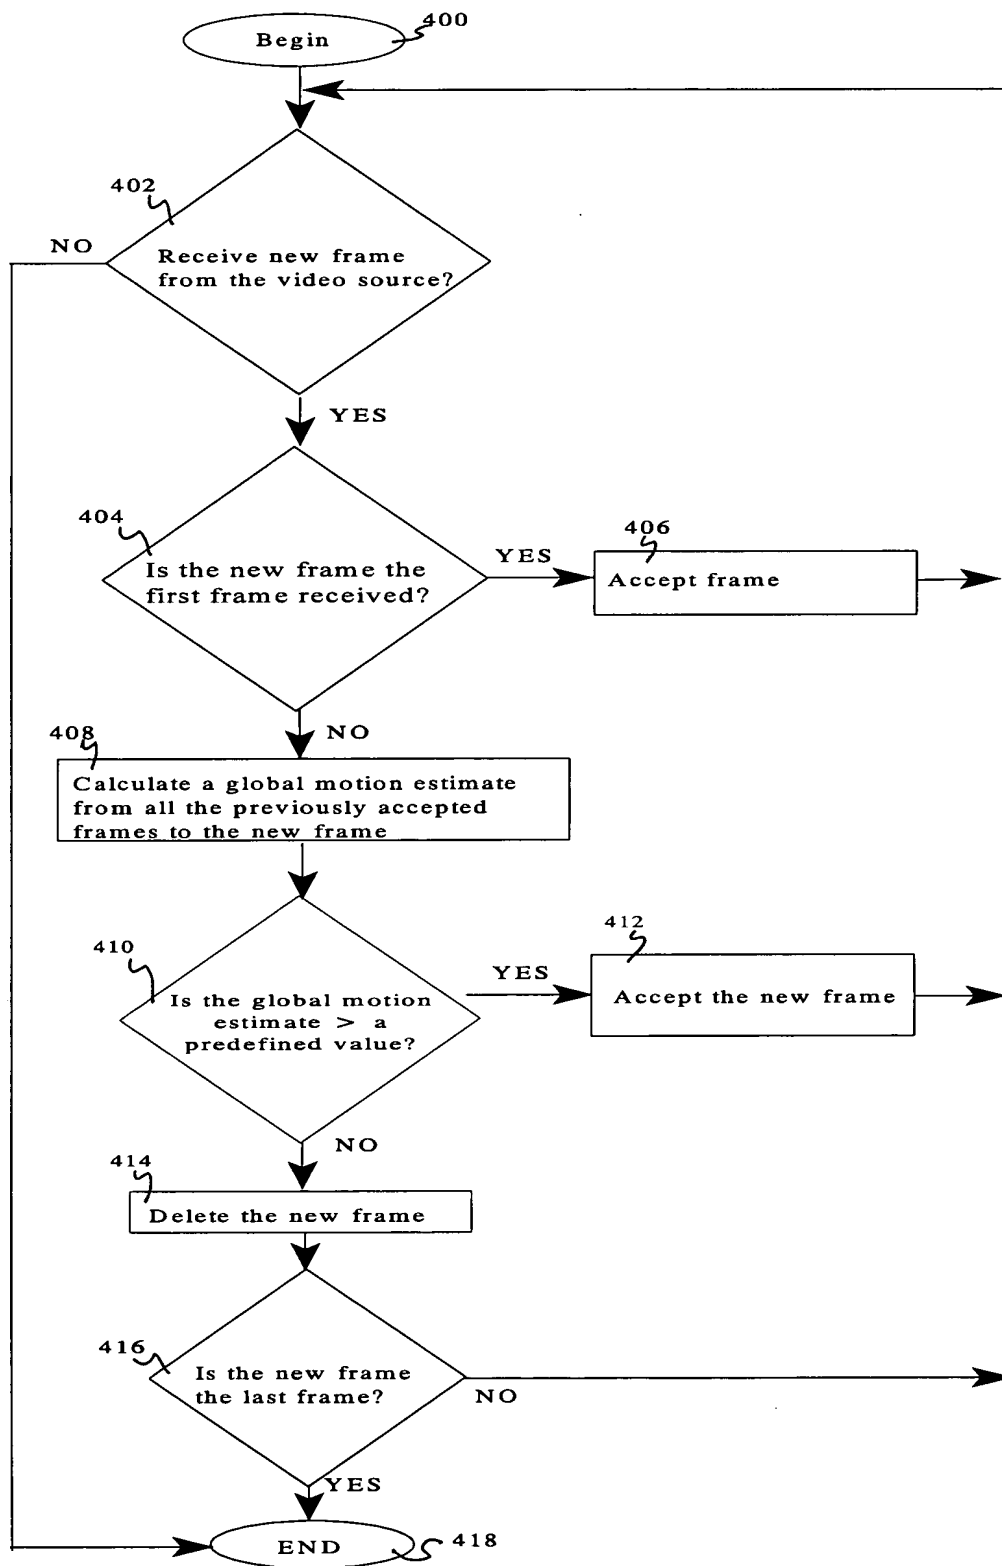 400
Begin
402
NO
Receive new frame
from the video source?
YES
404
Is the new frame the
first frame received?
YES
406
Accept frame
NO
408
Calculate a global motion estimate
from all the previously accepted
frames to the new frame
410
Is the global motion
estimate > a
predefined value?
YES
412
Accept the new frame
NO
414
Delete the new frame
416
Is the new frame
the last frame?
NO
YES
END
418